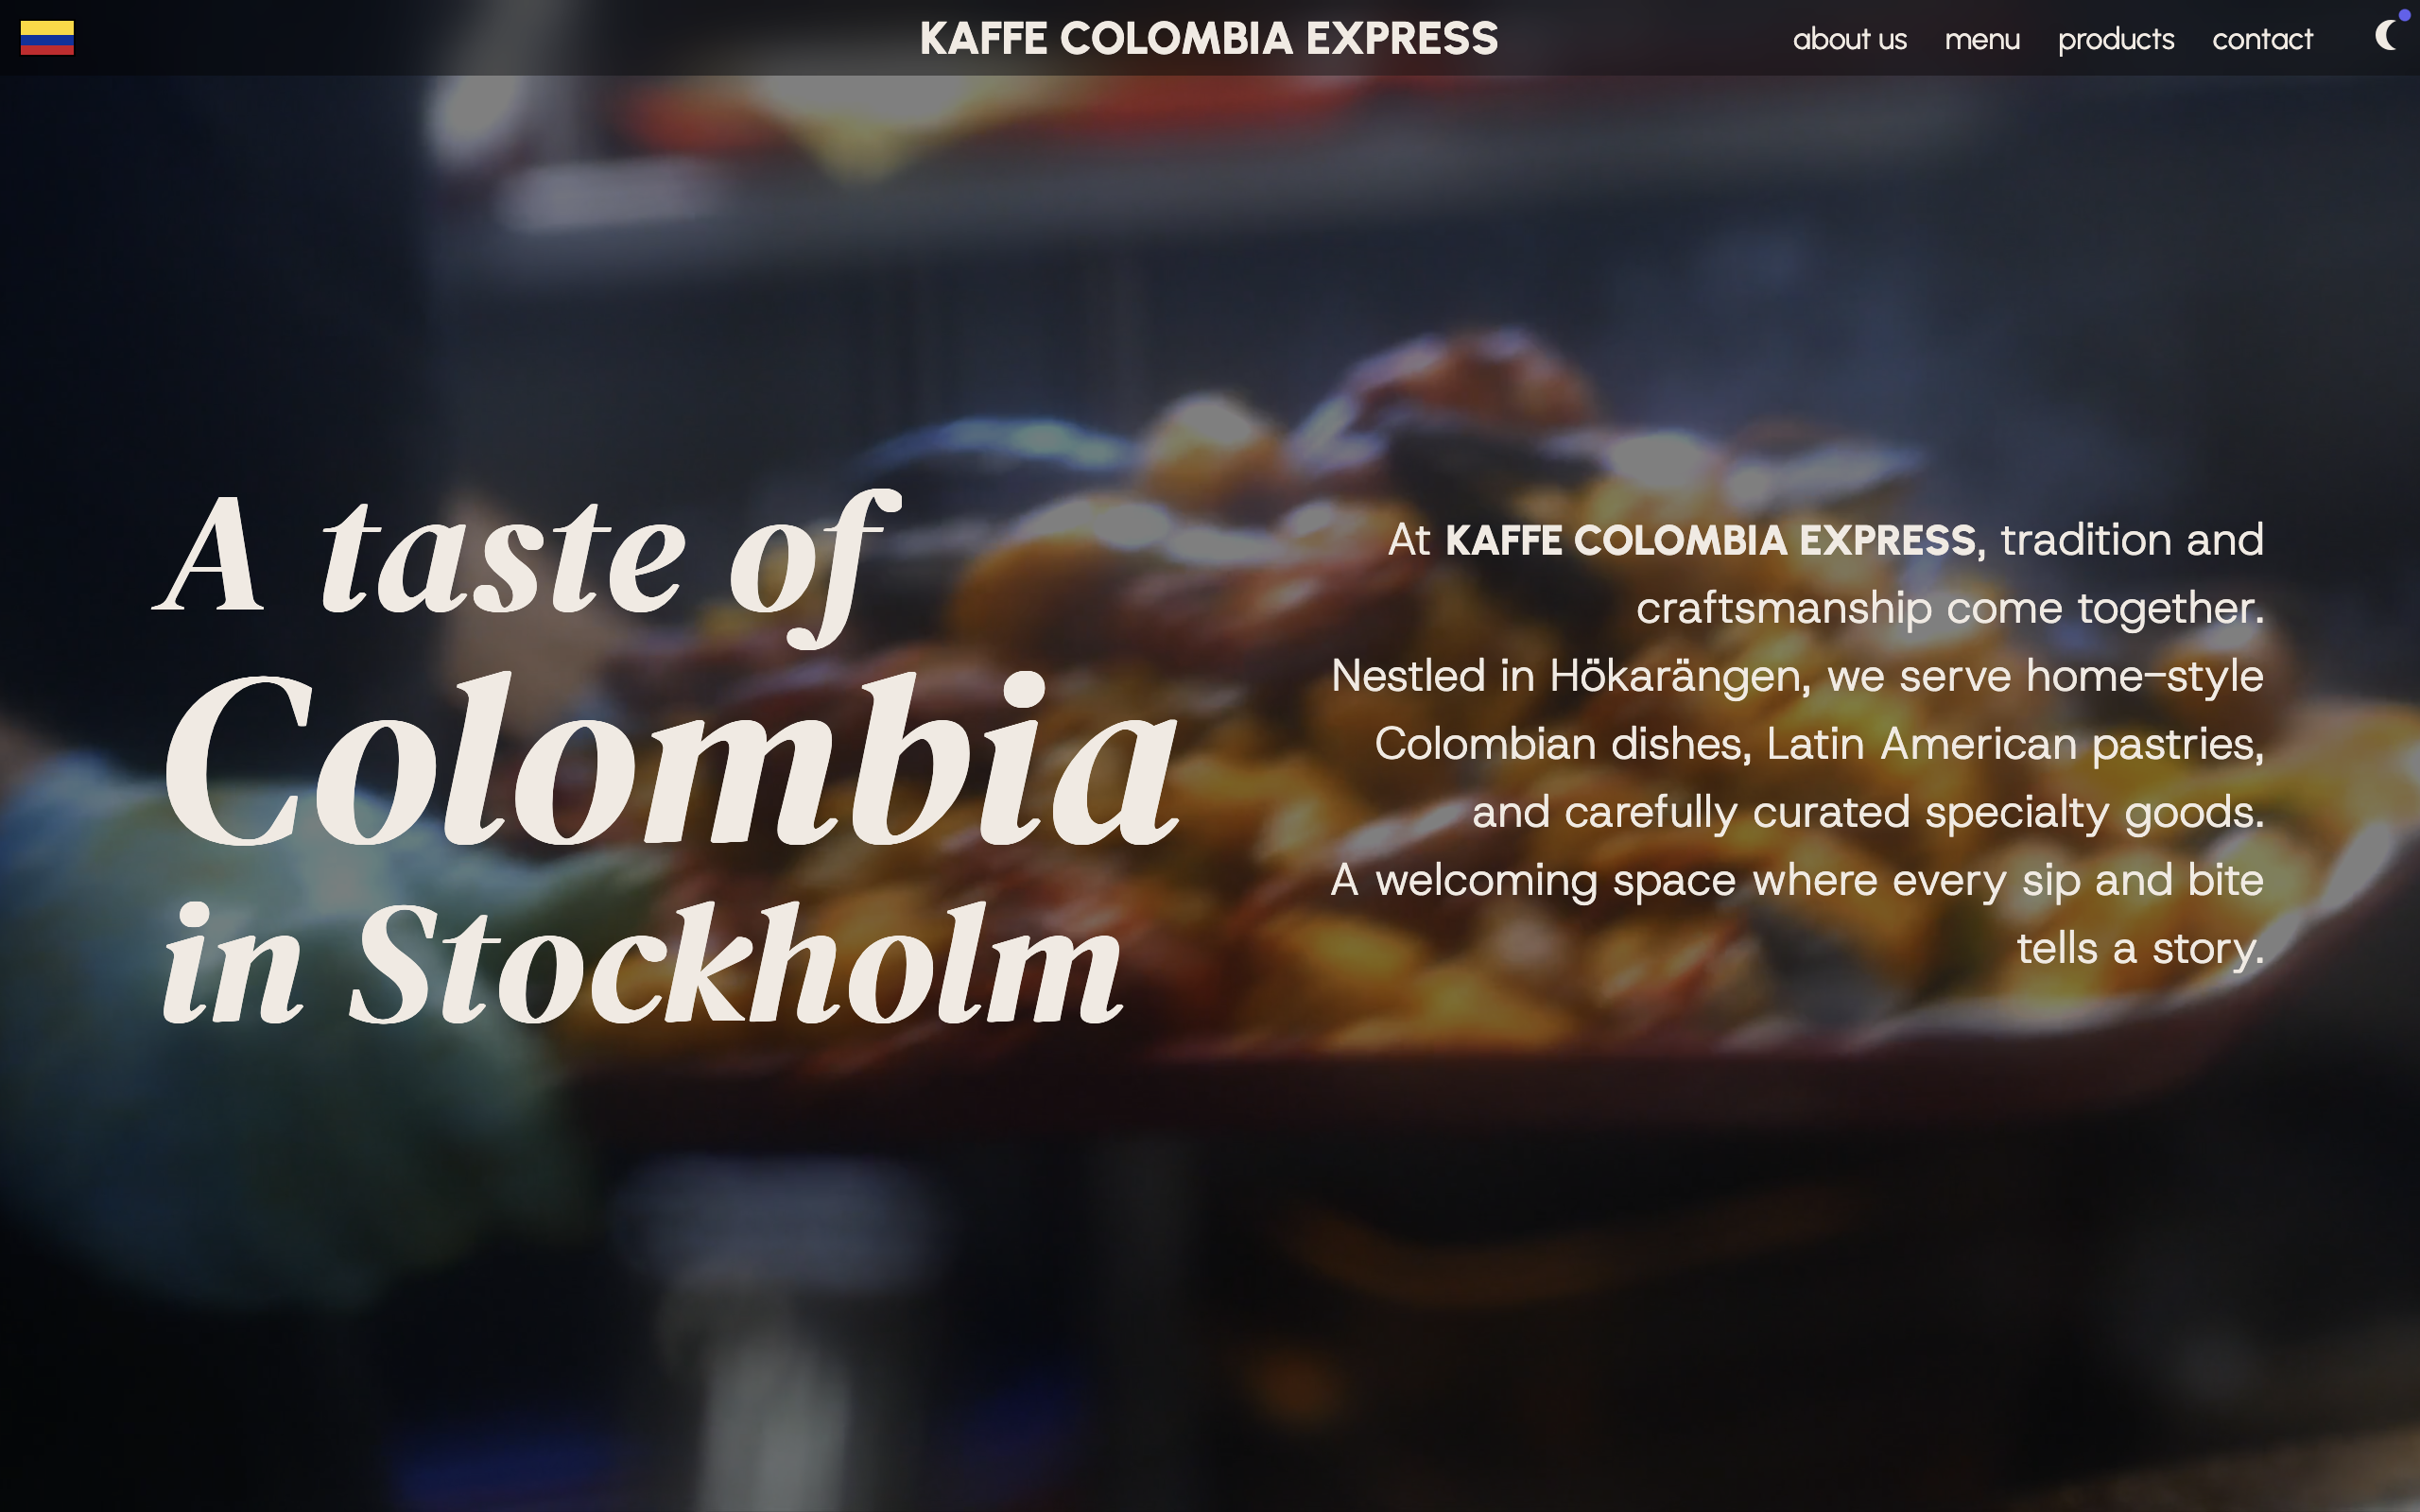 KAFFE COLOMBIA EXPRESS
about us menu products contact
A taste of
Colombia
in Stockholm
At KAFFE COLOMBIA EXPRESS, tradition and
craftsmanship come together.
Nestled in Hökarängen, we serve home-style
Colombian dishes, Latin American pastries,
and carefully curated specialty goods.
A welcoming space where every sip and bite
tells a story.